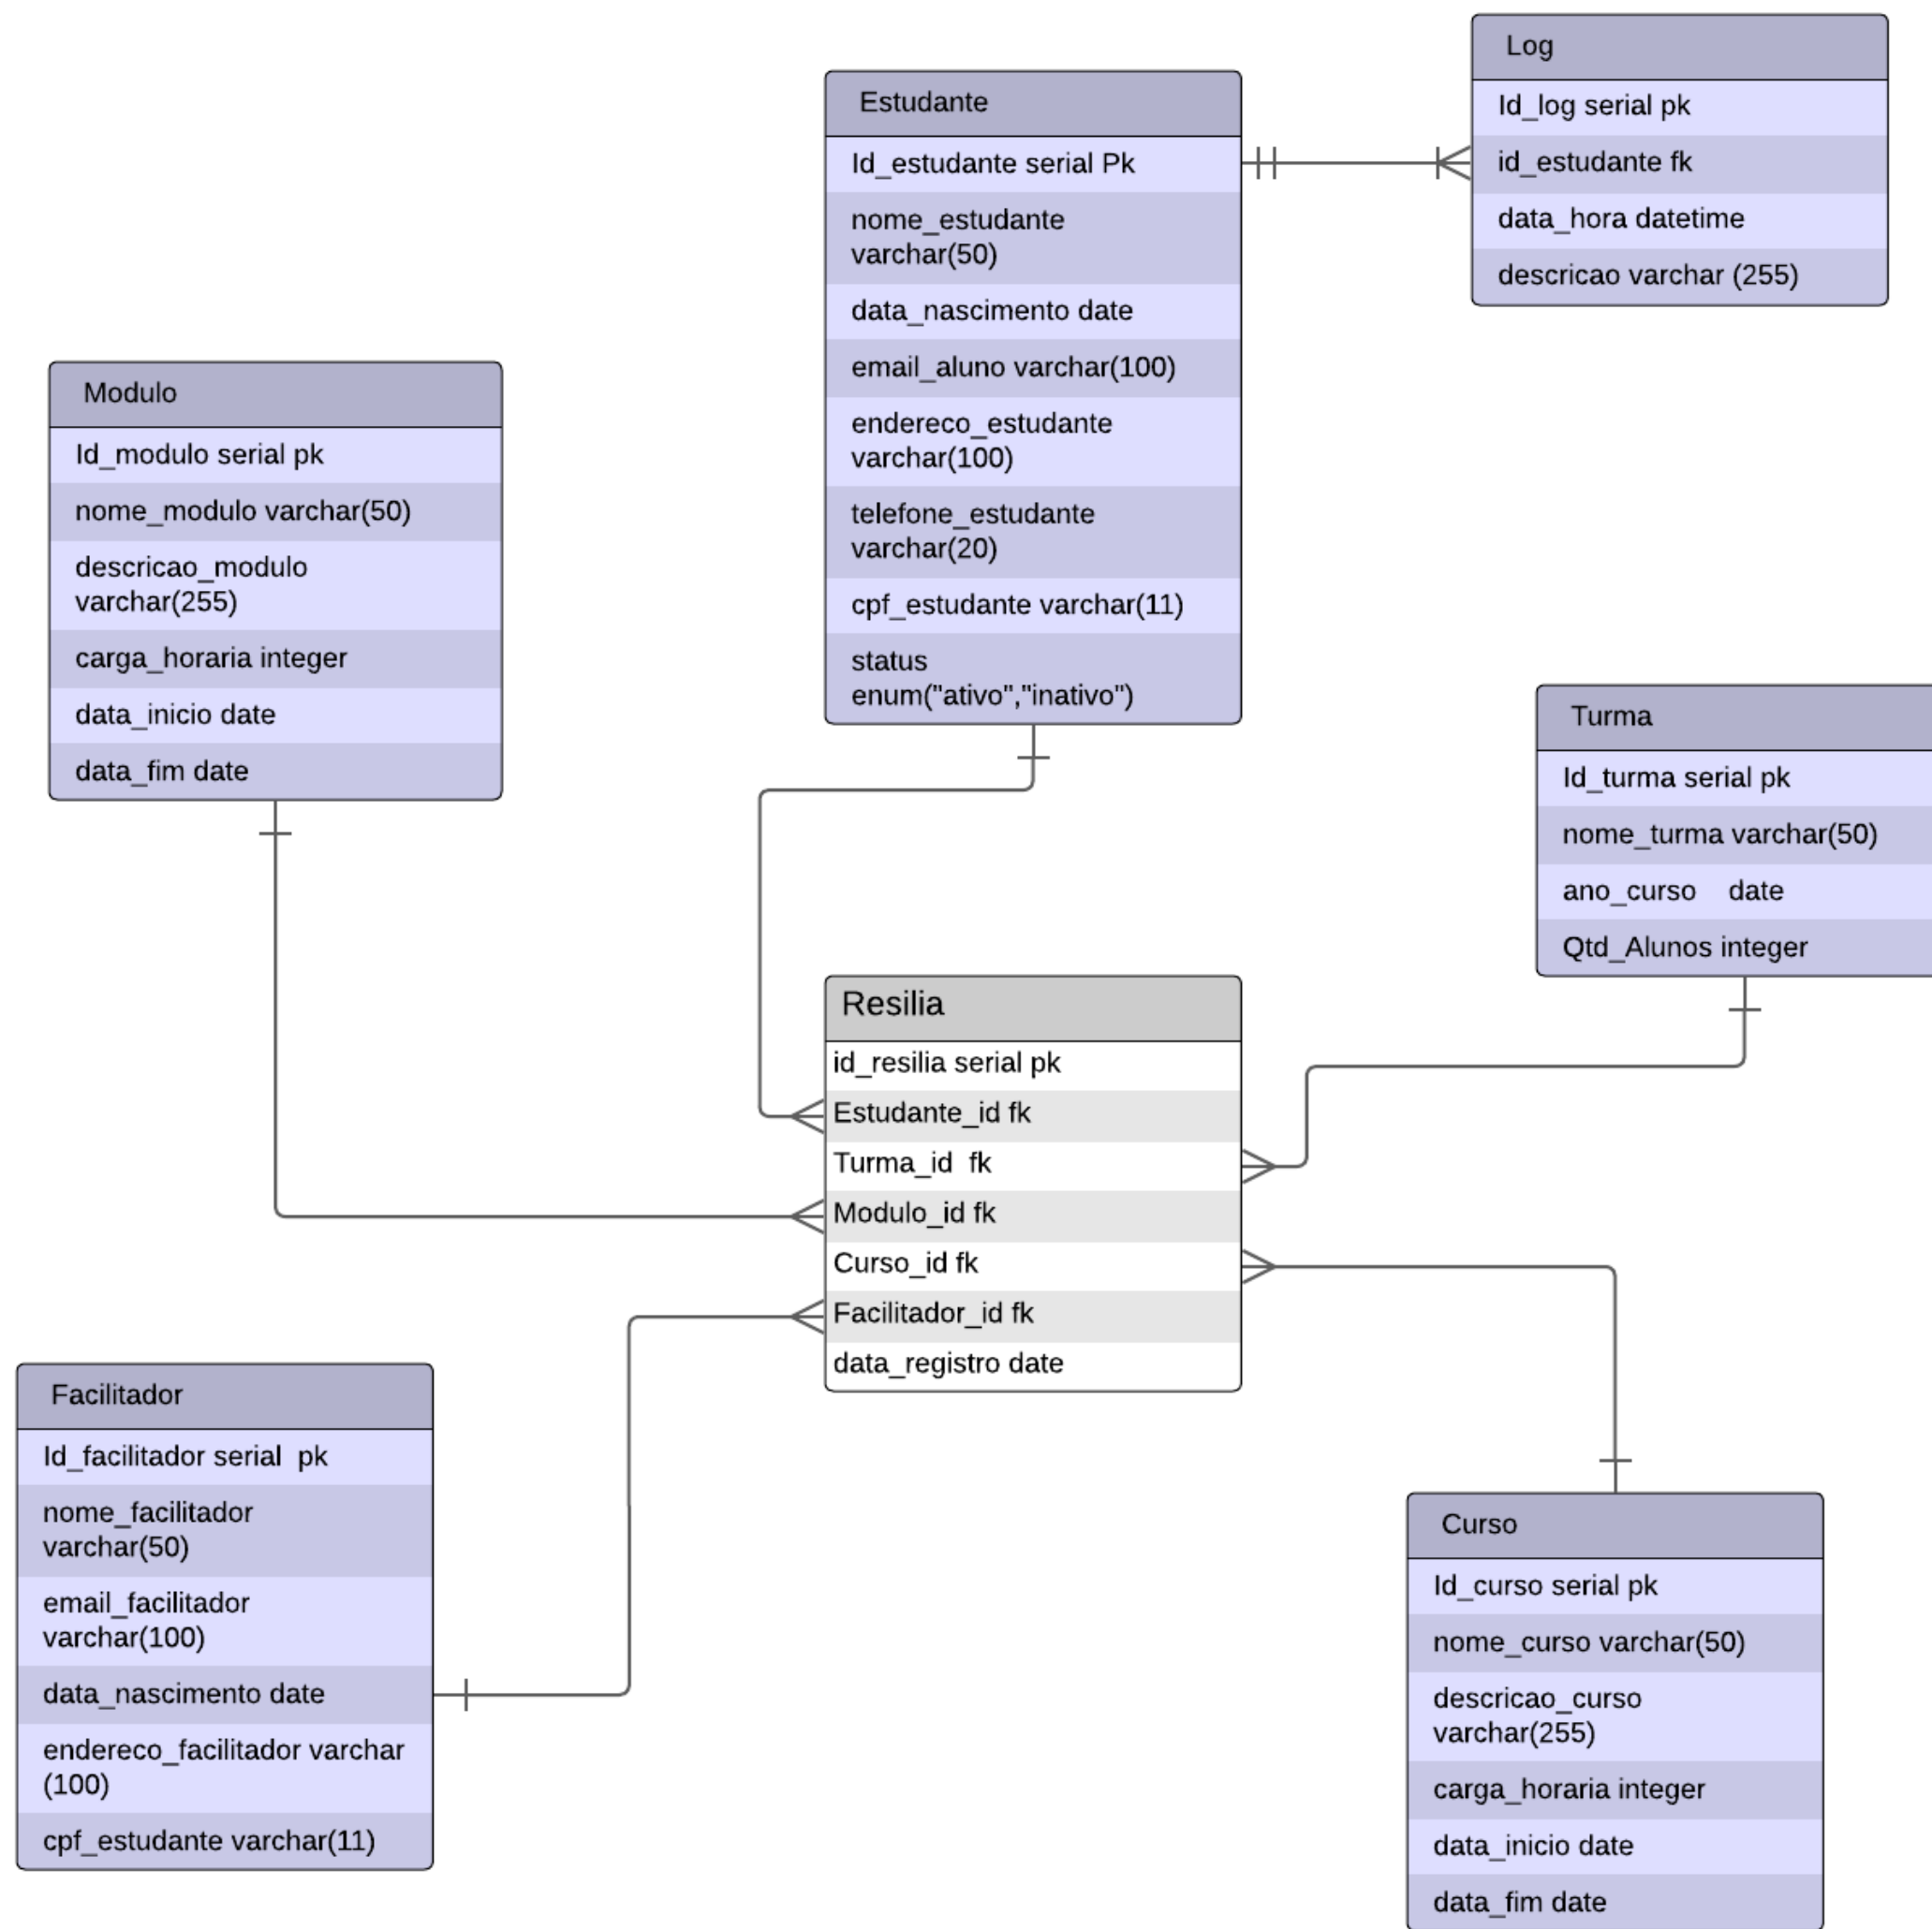 Log
Id_log serial pk
id_estudante fk
data_hora datetime
descricao varchar (255)
Estudante
Id_estudante serial Pk
nome_estudante
varchar(50)
data_nascimento date
email_aluno varchar(100)
endereco_estudante
varchar(100)
telefone_estudante
varchar(20)
cpf_estudante varchar(11)
status
enum("ativo","inativo")
Modulo
Id_modulo serial pk
nome_modulo varchar(50)
descricao_modulo
varchar(255)
carga_horaria integer
data_inicio date
data_fim date
Turma
Id_turma serial pk
nome_turma varchar(50)
ano_curso    date
Qtd_Alunos integer
Resilia
id_resilia serial pk
Estudante_id fk
Turma_id  fk
Modulo_id fk
Curso_id fk
Facilitador_id fk
data_registro date
Facilitador
Id_facilitador serial  pk
nome_facilitador
varchar(50)
email_facilitador
varchar(100)
data_nascimento date
endereco_facilitador varchar
(100)
cpf_estudante varchar(11)
Curso
Id_curso serial pk
nome_curso varchar(50)
descricao_curso
varchar(255)
carga_horaria integer
data_inicio date
data_fim date